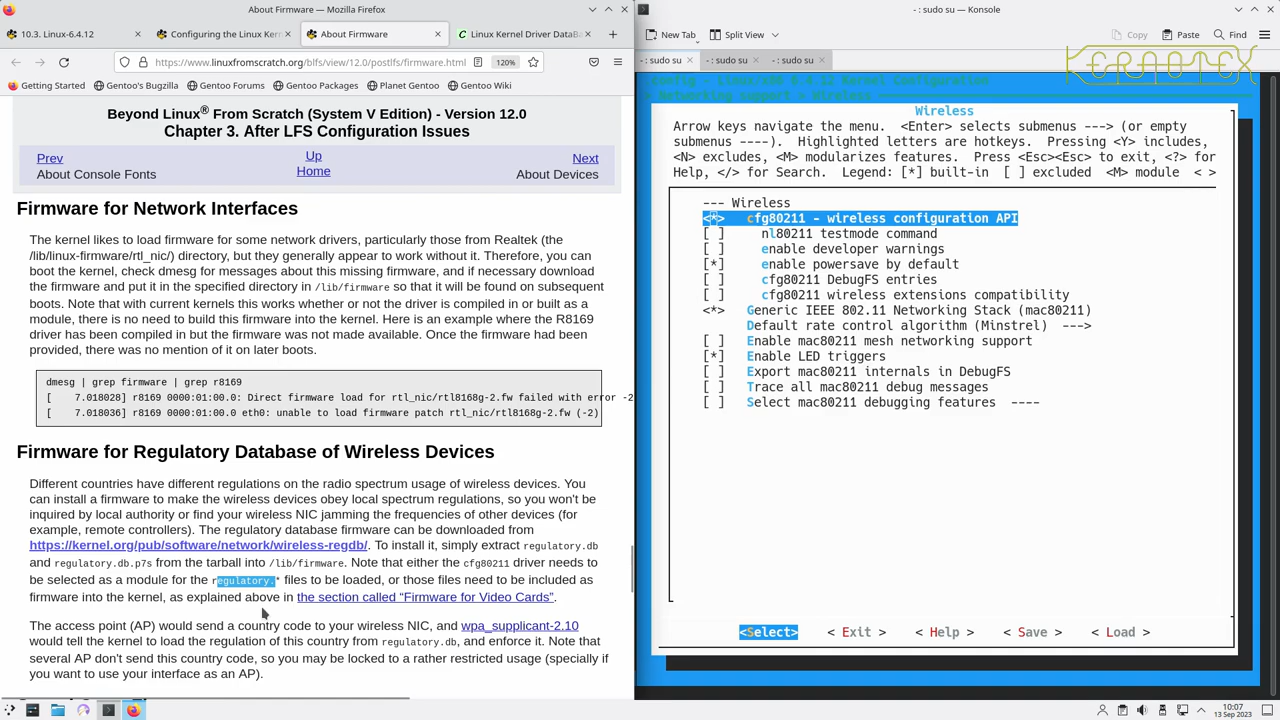 About Firmware — Mozilla Firefox
10.3. Linux-6.4.12
Configuring the Linux Kern
About Firmware
Linux Kernel Driver DataBa
https://www.linuxfromscratch.org/blfs/view/12.0/postlfs/firmware.html
120%
Getting Started
Gentoo's Bugzilla
Gentoo Forums
Gentoo Packages
Planet Gentoo
Gentoo Wiki
Beyond Linux® From Scratch (System V Edition) - Version 12.0
Chapter 3. After LFS Configuration Issues
Prev
Up
Next
About Console Fonts
Home
About Devices
Firmware for Network Interfaces
The kernel likes to load firmware for some network drivers, particularly those from Realtek (the
/lib/linux-firmware/rtl_nic/) directory, but they generally appear to work without it. Therefore, you can
boot the kernel, check dmesg for messages about this missing firmware, and if necessary download
the firmware and put it in the specified directory in /lib/firmware so that it will be found on subsequent
boots. Note that with current kernels this works whether or not the driver is compiled in or built as a
module, there is no need to build this firmware into the kernel. Here is an example where the R8169
driver has been compiled in but the firmware was not made available. Once the firmware had been
provided, there was no mention of it on later boots.
dmesg | grep firmware | grep r8169
[    7.018028] r8169 0000:01:00.0: Direct firmware load for rtl_nic/rtl8168g-2.fw failed with error -2
[    7.018036] r8169 0000:01:00.0 eth0: unable to load firmware patch rtl_nic/rtl8168g-2.fw (-2)
Firmware for Regulatory Database of Wireless Devices
Different countries have different regulations on the radio spectrum usage of wireless devices. You
can install a firmware to make the wireless devices obey local spectrum regulations, so you won't be
inquired by local authority or find your wireless NIC jamming the frequencies of other devices (for
example, remote controllers). The regulatory database firmware can be downloaded from
https://kernel.org/pub/software/network/wireless-regdb/. To install it, simply extract regulatory.db
and regulatory.db.p7s from the tarball into /lib/firmware. Note that either the cfg80211 driver needs to
be selected as a module for the regulatory.* files to be loaded, or those files need to be included as
firmware into the kernel, as explained above in the section called “Firmware for Video Cards”.
The access point (AP) would send a country code to your wireless NIC, and wpa_supplicant-2.10
would tell the kernel to load the regulation of this country from regulatory.db, and enforce it. Note that
several AP don't send this country code, so you may be locked to a rather restricted usage (specially if
you want to use your interface as an AP).
- : sudo su — Konsole
New Tab
Split View
Copy
Paste
Find
- : sudo su
- : sudo su
- : sudo su
KERNOTEX
.config - Linux/x86 6.4.12 Kernel Configuration
> Networking support > Wireless
Wireless
Arrow keys navigate the menu.  <Enter> selects submenus ---> (or empty
submenus ----).  Highlighted letters are hotkeys.  Pressing <Y> includes,
<N> excludes, <M> modularizes features.  Press <Esc><Esc> to exit, <?> for
Help, </> for Search.  Legend: [*] built-in  [ ] excluded  <M> module  < >
--- Wireless
<*>   cfg80211 - wireless configuration API
[ ]     nl80211 testmode command
[ ]     enable developer warnings
[*]     enable powersave by default
[ ]     cfg80211 DebugFS entries
[ ]     cfg80211 wireless extensions compatibility
<*>   Generic IEEE 802.11 Networking Stack (mac80211)
Default rate control algorithm (Minstrel)  --->
[ ]   Enable mac80211 mesh networking support
[*]   Enable LED triggers
[ ]   Export mac80211 internals in DebugFS
[ ]   Trace all mac80211 debug messages
[ ]   Select mac80211 debugging features  ----
<Select>    < Exit >    < Help >    < Save >    < Load >
10:07
13 Sep 2023